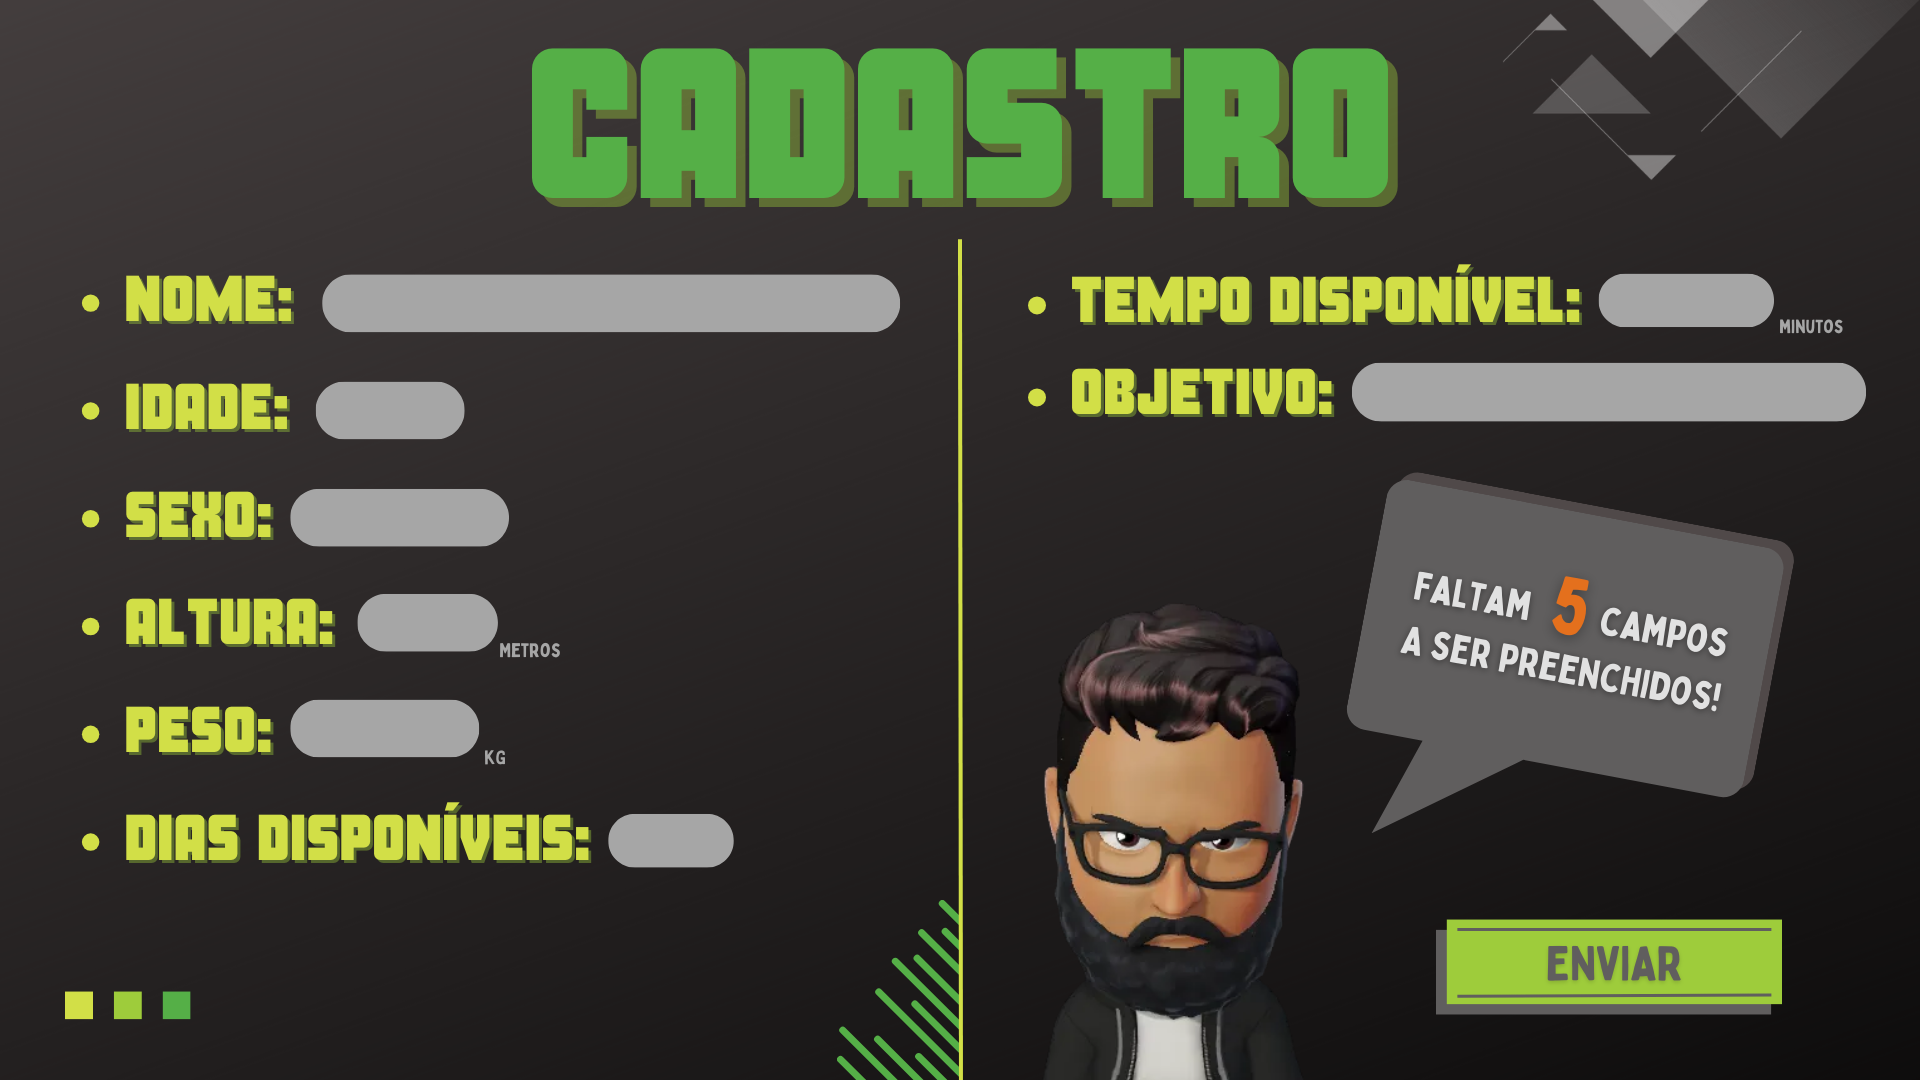 CADASTRO
NOME:
IDADE:
SEXO:
ALTURA:
METROS
PESO:
KG
DIAS DISPONÍVEIS:
TEMPO DISPONÍVEL:
MINUTOS
OBJETIVO:
FALTAM 5 CAMPOS
A SER PREENCHIDOS!
ENVIAR